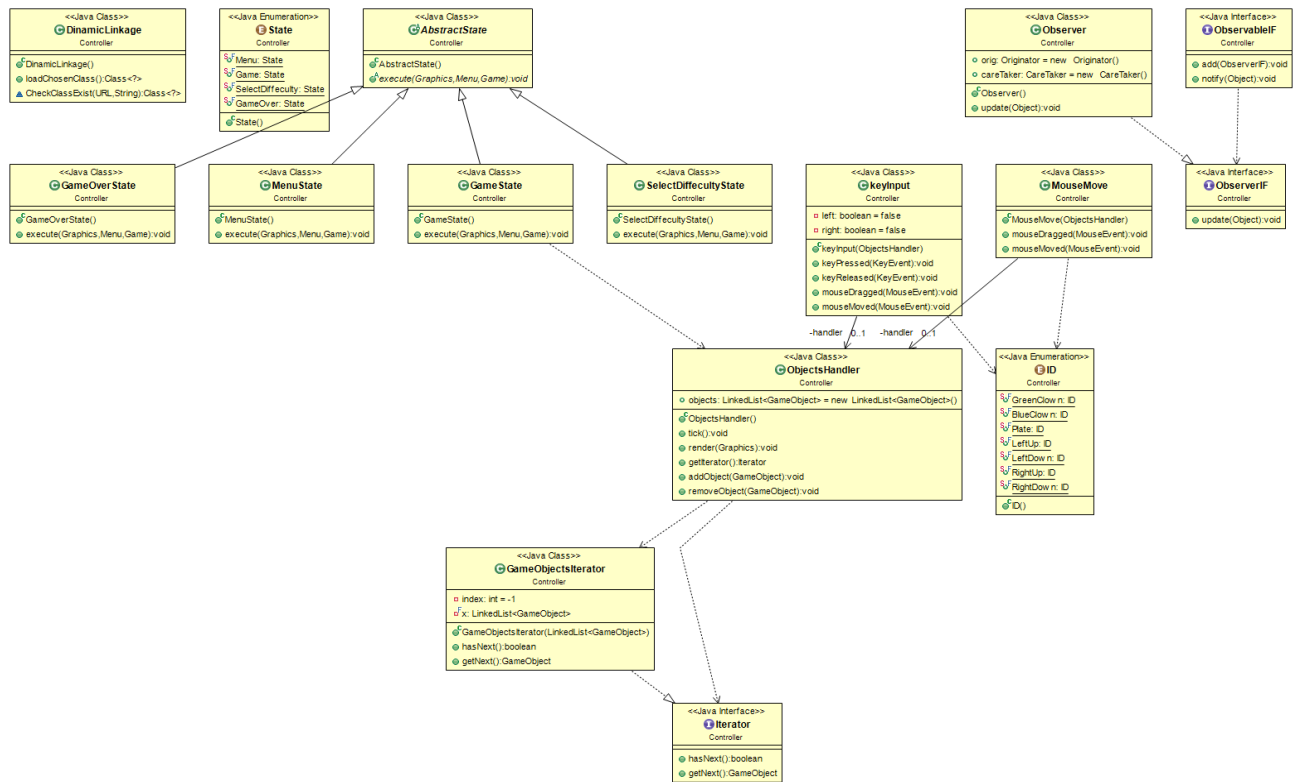 <<Java Class>>
DinamicLinkage
Controller
DinamicLinkage()
loadChosenClass():Class<?>
CheckClassExist(URL,String):Class<?>
<<Java Enumeration>>
State
Controller
Menu: State
Game: State
SelectDiffeculty: State
GameOver: State
State()
<<Java Class>>
AbstractState
Controller
AbstractState()
execute(Graphics,Menu,Game):void
<<Java Class>>
Observer
Controller
orig: Originator = new Originator()
careTaker: CareTaker = new CareTaker()
Observer()
update(Object):void
<<Java Interface>>
ObservableIF
Controller
add(ObserverIF):void
notify(Object):void
<<Java Class>>
GameOverState
Controller
GameOverState()
execute(Graphics,Menu,Game):void
<<Java Class>>
MenuState
Controller
MenuState()
execute(Graphics,Menu,Game):void
<<Java Class>>
GameState
Controller
GameState()
execute(Graphics,Menu,Game):void
<<Java Class>>
SelectDiffecultyState
Controller
SelectDiffecultyState()
execute(Graphics,Menu,Game):void
<<Java Class>>
keyInput
Controller
left: boolean = false
right: boolean = false
keyInput(ObjectsHandler)
keyPressed(KeyEvent):void
keyReleased(KeyEvent):void
mouseDragged(MouseEvent):void
mouseMoved(MouseEvent):void
<<Java Class>>
MouseMove
Controller
MouseMove(ObjectsHandler)
mouseDragged(MouseEvent):void
mouseMoved(MouseEvent):void
<<Java Interface>>
ObserverIF
Controller
update(Object):void
-handler 0..1
-handler 0..1
<<Java Class>>
ObjectsHandler
Controller
objects: LinkedList<GameObject> = new LinkedList<GameObject>()
ObjectsHandler()
tick():void
render(Graphics):void
getIterator():Iterator
addObject(GameObject):void
removeObject(GameObject):void
<<Java Enumeration>>
ID
Controller
GreenClown: ID
BlueClown: ID
Plate: ID
LeftUp: ID
LeftDown: ID
RightUp: ID
RightDown: ID
ID()
<<Java Class>>
GameObjectsIterator
Controller
index: int = -1
x: LinkedList<GameObject>
GameObjectsIterator(LinkedList<GameObject>)
hasNext():boolean
getNext():GameObject
<<Java Interface>>
Iterator
Controller
hasNext():boolean
getNext():GameObject